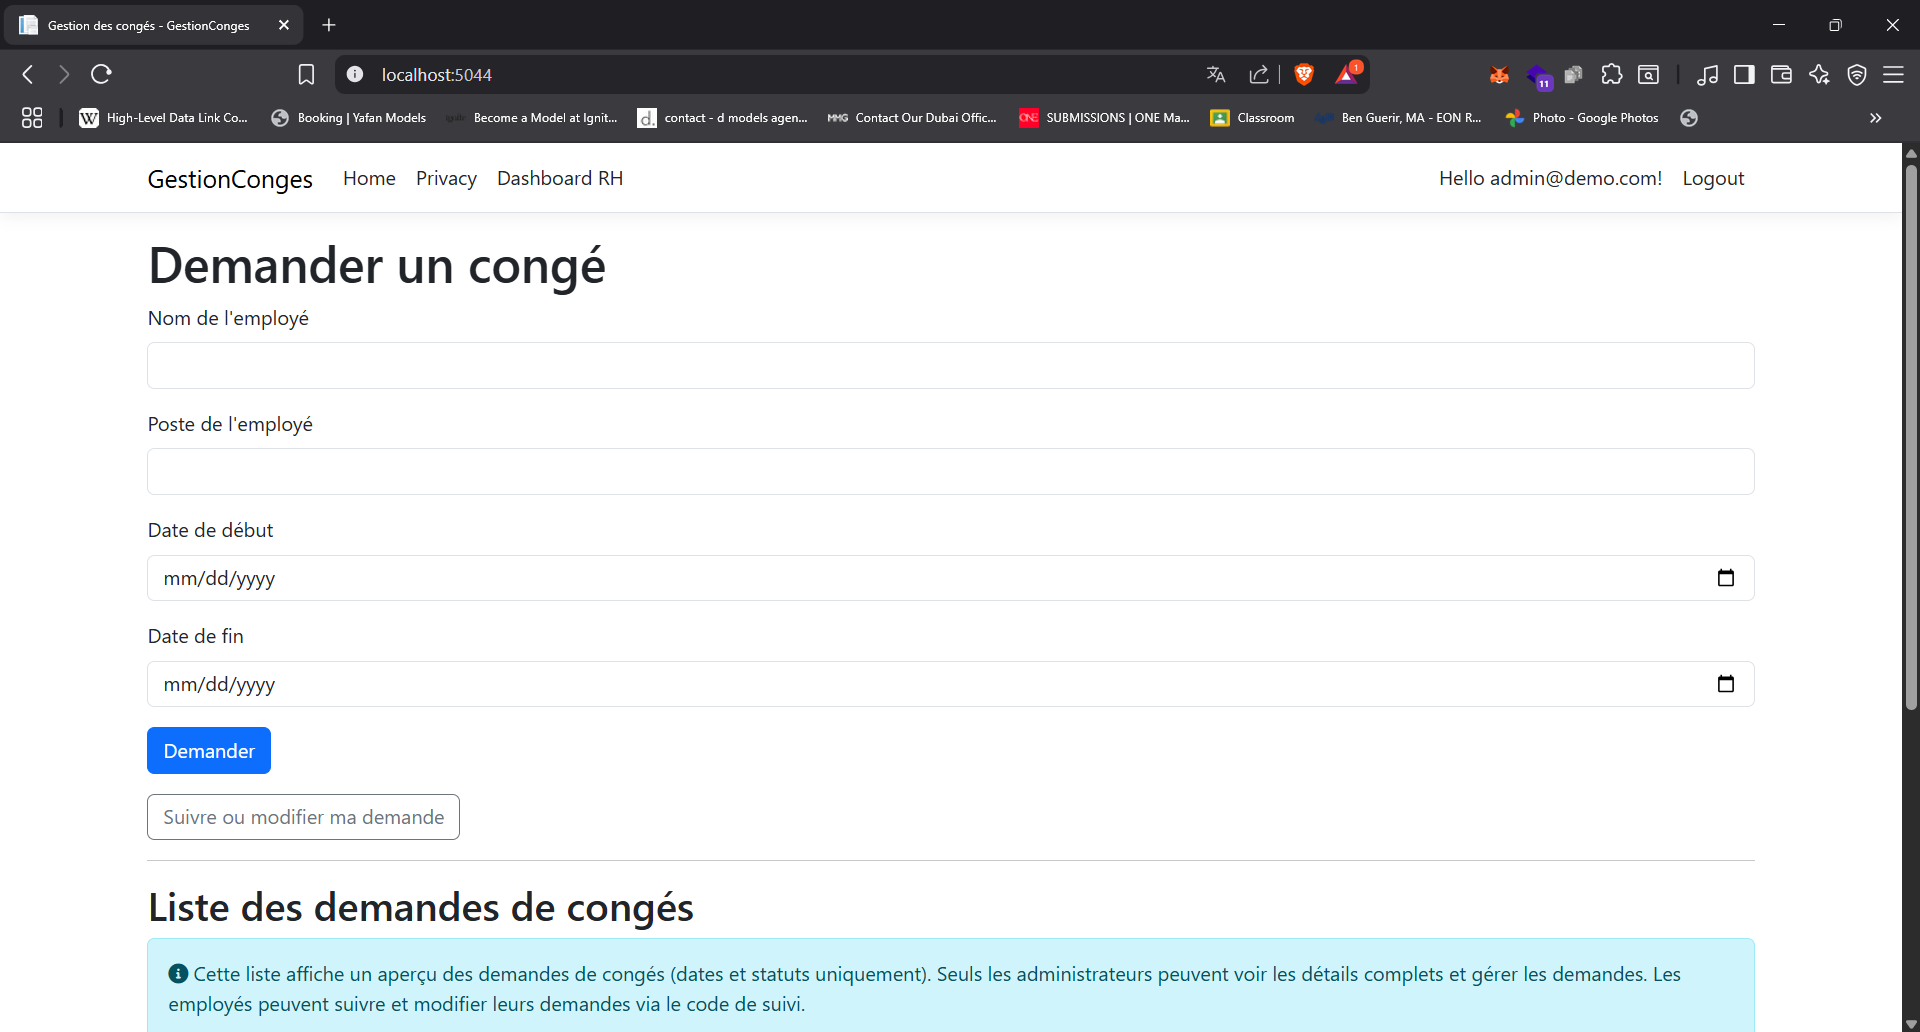 Gestion des congés - GestionConges
localhost:5044
1
11
High-Level Data Link Co...
Booking | Yafan Models
Become a Model at Ignit...
d.
contact - d models agen...
MMG
Contact Our Dubai Offic...
ONE
SUBMISSIONS | ONE Ma...
Classroom
Ben Guerir, MA - EON R...
Photo - Google Photos
GestionConges
Home
Privacy
Dashboard RH
Hello admin@demo.com!
Logout
Demander un congé
Nom de l'employé
Poste de l'employé
Date de début
mm/dd/yyyy
Date de fin
mm/dd/yyyy
Demander
Suivre ou modifier ma demande
Liste des demandes de congés
Cette liste affiche un aperçu des demandes de congés (dates et statuts uniquement). Seuls les administrateurs peuvent voir les détails complets et gérer les demandes. Les
employés peuvent suivre et modifier leurs demandes via le code de suivi.